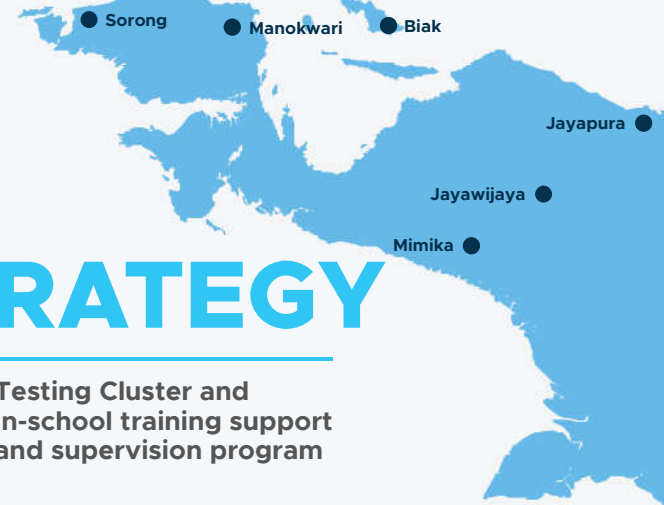 Sorong
Manokwari
Biak
Jayapura
Jayawijaya
Mimika
RATEGY
Testing Cluster and
n-school training support
and supervision program